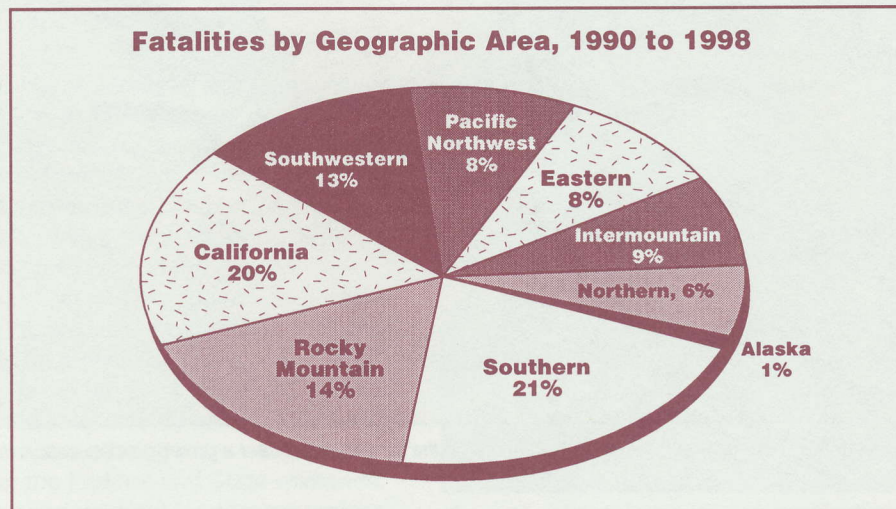 Fatalities by Geographic Area, 1990 to 1998
Pacific
Northwest
8%
Southwestern
13%
Eastern
8%
Intermountain
9%
California
20%
Northern, 6%
Alaska
1%
Rocky
Mountain
14%
Southern
21%